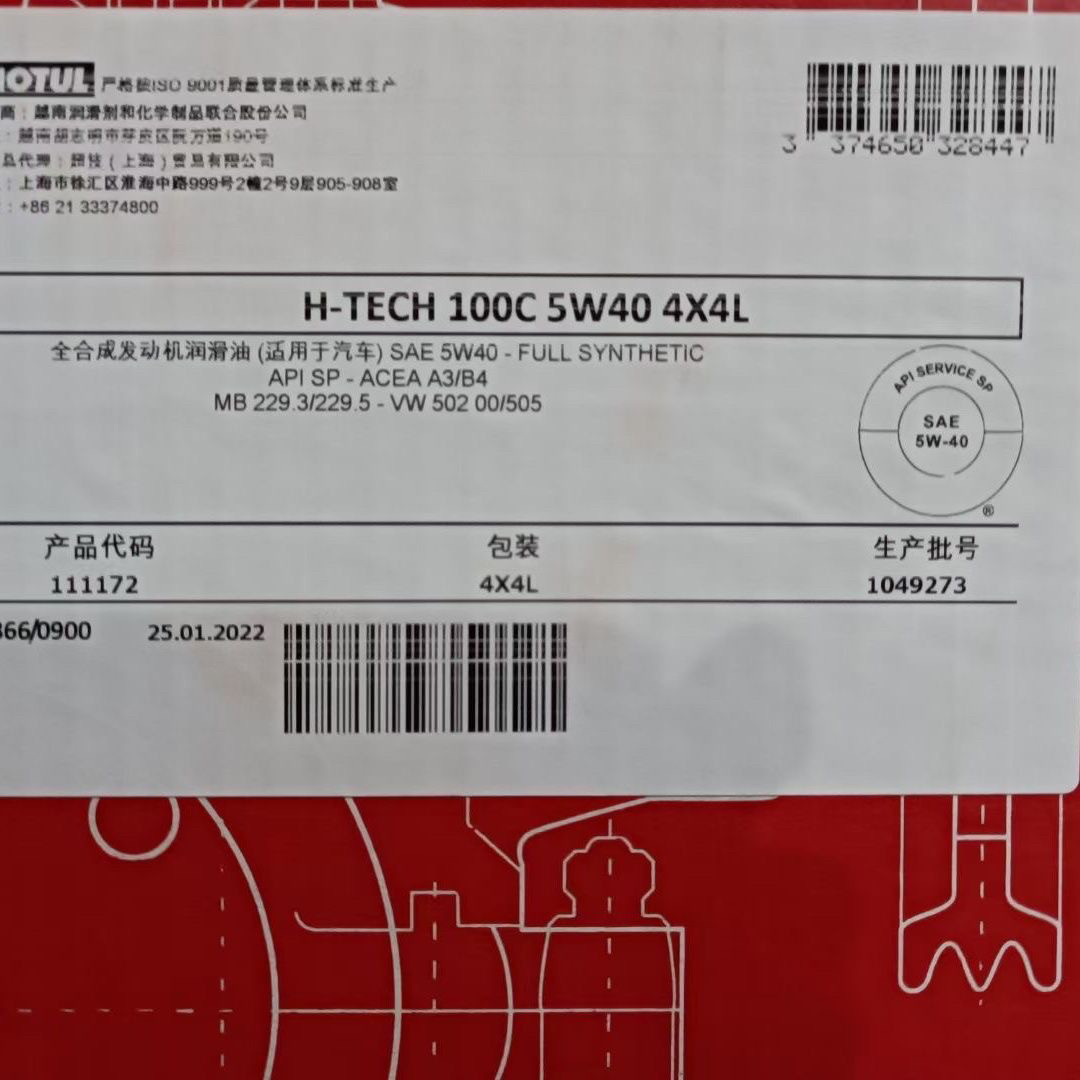 MOTUL 严格按ISO 9001质量管理体系标准生产
商：越南润滑剂和化学制品联合股份公司
：越南胡志明市芽皮区阮万道190号
品代理：（上海）贸易有限公司
：上海市徐汇区淮海中路999号2幢2号9层905-908室
：+86 21 33374800
3 374650 328447
H-TECH 100C 5W40 4X4L
全合成发动机润滑油 (适用于汽车) SAE 5W40 - FULL SYNTHETIC
API SP - ACEA A3/B4
MB 229.3/229.5 - VW 502 00/505
API SERVICE SP
SAE
5W-40
®
产品代码 包装 生产批号
111172 4X4L 1049273
366/0900 25.01.2022